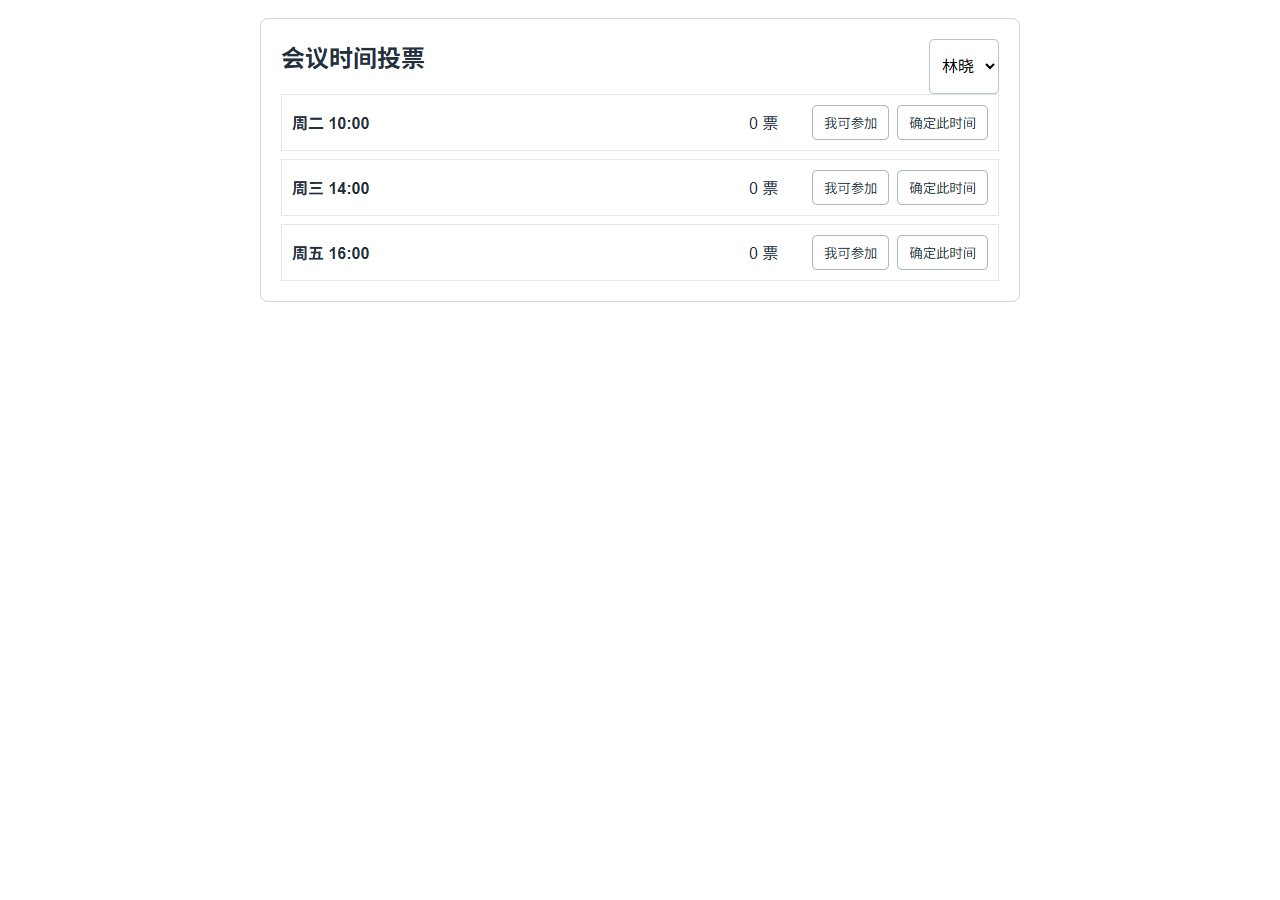 会议时间投票
林晓
周二 10:00 0 票 我可参加 确定此时间
周三 14:00 0 票 我可参加 确定此时间
周五 16:00 0 票 我可参加 确定此时间